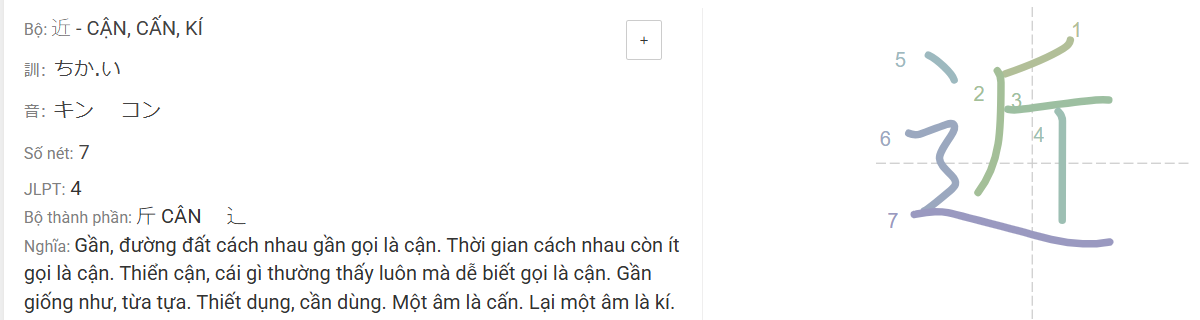 Bộ: 近 - CẬN, CẤN, KÍ
+
訓: ちか.い
音: キン コン
Số nét: 7
JLPT: 4
Bộ thành phần: 斤 CÂN ⻌
Nghĩa: Gần, đường đất cách nhau gần gọi là cận. Thời gian cách nhau còn ít
gọi là cận. Thiển cận, cái gì thường thấy luôn mà dễ biết gọi là cận. Gần
giống như, từa tựa. Thiết dụng, cần dùng. Một âm là cấn. Lại một âm là kí.
近
1
2
3
4
5
6
7